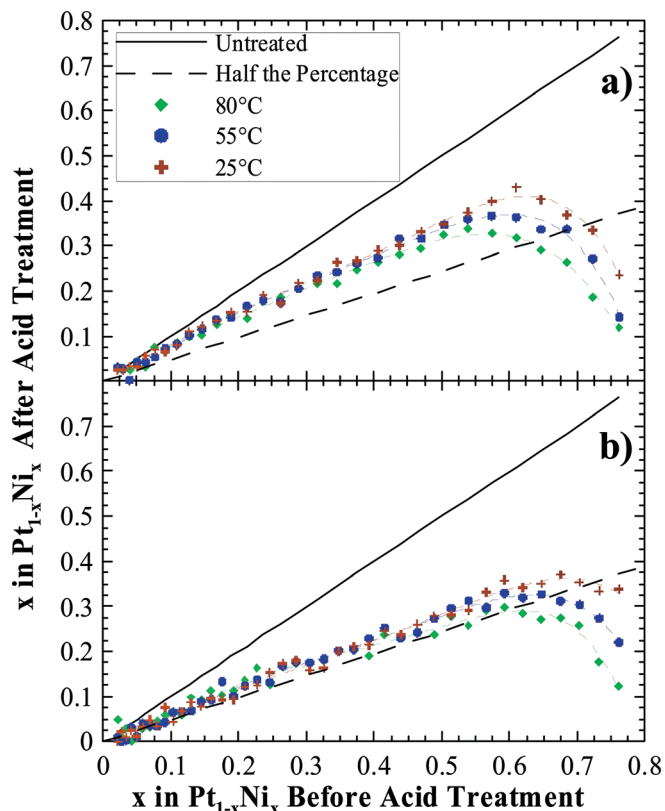 0.8
0.7
0.6
0.5
0.4
0.3
0.2
0.1
Untreated
Half the Percentage
80°C
55°C
25°C
a)
0.7
0.6
0.5
0.4
0.3
0.2
0.1
0
b)
0 0.1 0.2 0.3 0.4 0.5 0.6 0.7 0.8
x in Pt1-xNix Before Acid Treatment
x in Pt1-xNix After Acid Treatment